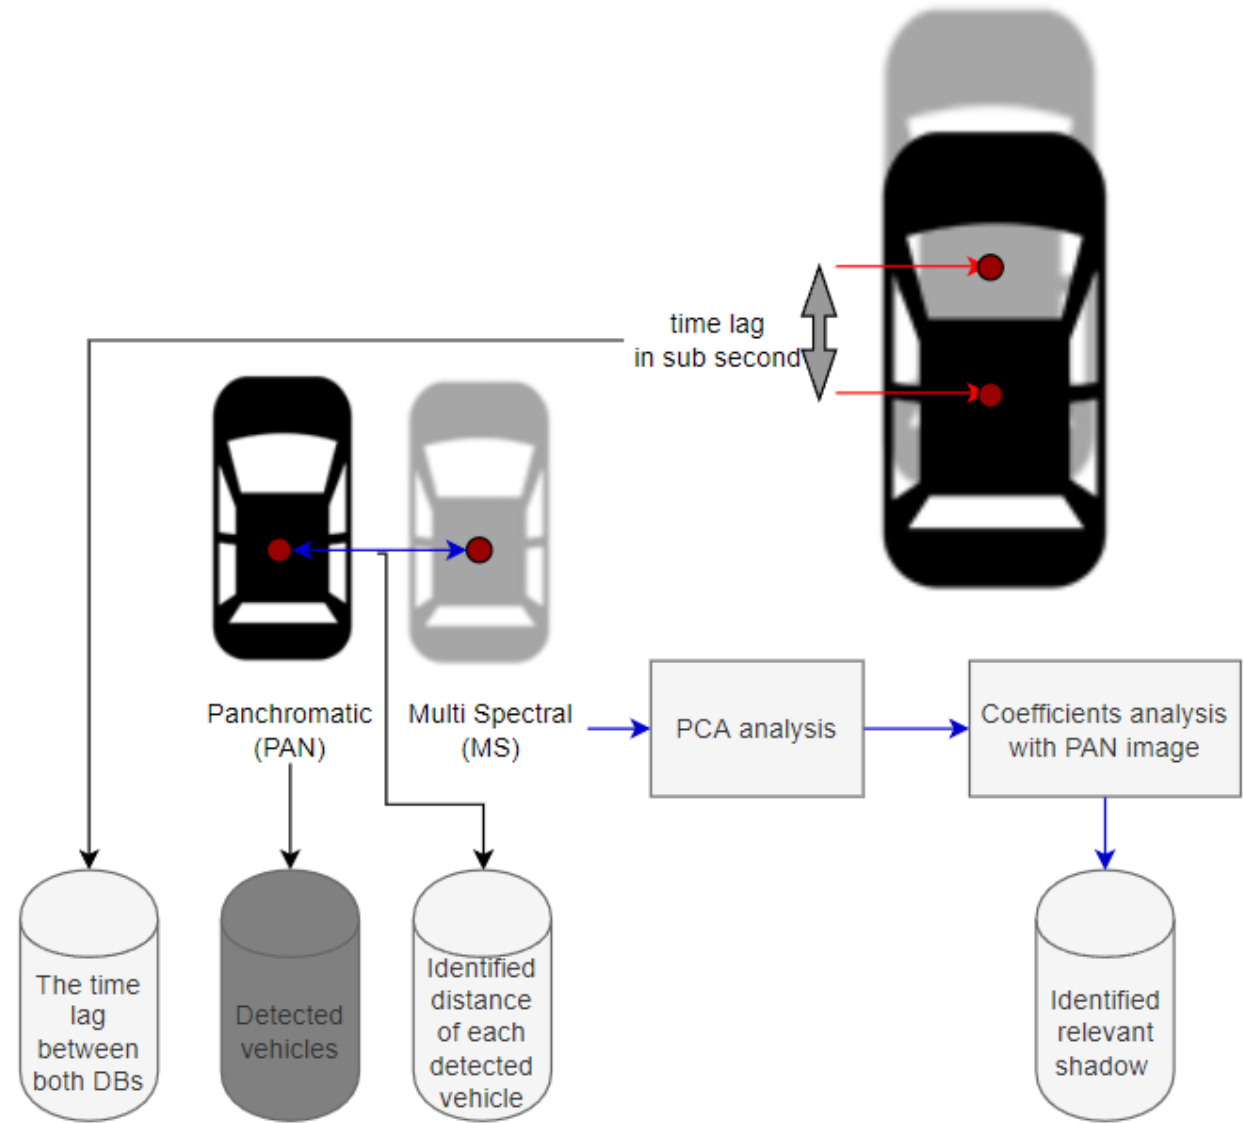 time lag
in sub second
Panchromatic
(PAN)
Multi Spectral
(MS)
PCA analysis
Coefficients analysis
with PAN image
The time
lag
between
both DBs
Detected
vehicles
Identified
distance
of each
detected
vehicle
Identified
relevant
shadow